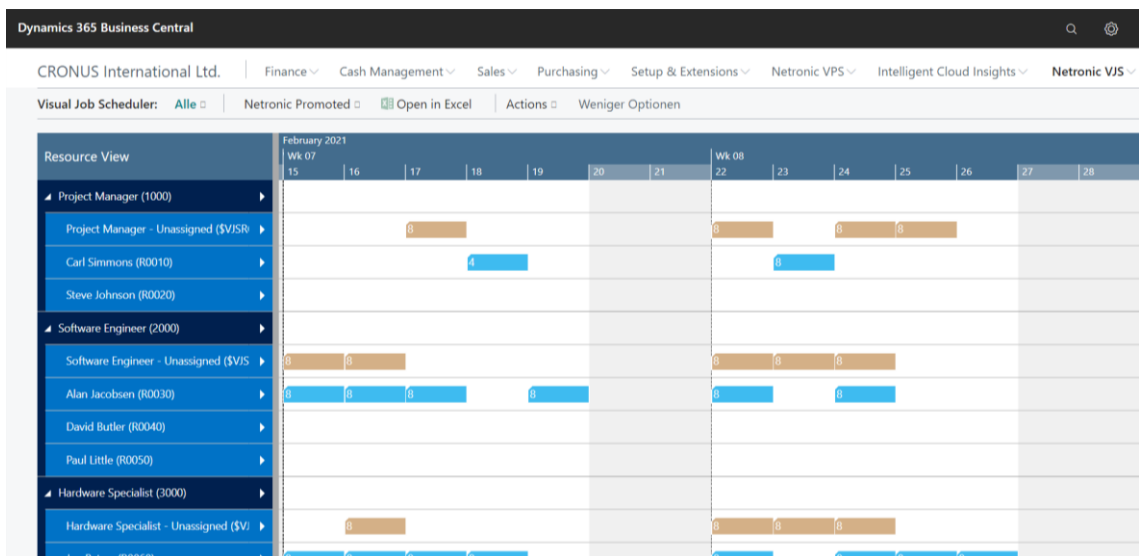 Dynamics 365 Business Central
CRONUS International Ltd. Finance Cash Management Sales Purchasing Setup & Extensions Netronic VPS Intelligent Cloud Insights Netronic VJS
Visual Job Scheduler: Alle Netronic Promoted Open in Excel Actions Weniger Optionen
February 2021
Resource View Wk 07 Wk 08
15 16 17 18 19 20 21 22 23 24 25 26 27 28
Project Manager (1000)
Project Manager - Unassigned ($VJSR 8 8 8 8
Carl Simmons (R0010) 4 8
Steve Johnson (R0020)
Software Engineer (2000)
Software Engineer - Unassigned ($VJS 8 8 8 8 8
Alan Jacobsen (R0030) 8 8 8 8 8 8
David Butler (R0040)
Paul Little (R0050)
Hardware Specialist (3000)
Hardware Specialist - Unassigned ($VJ 8 8 8 8